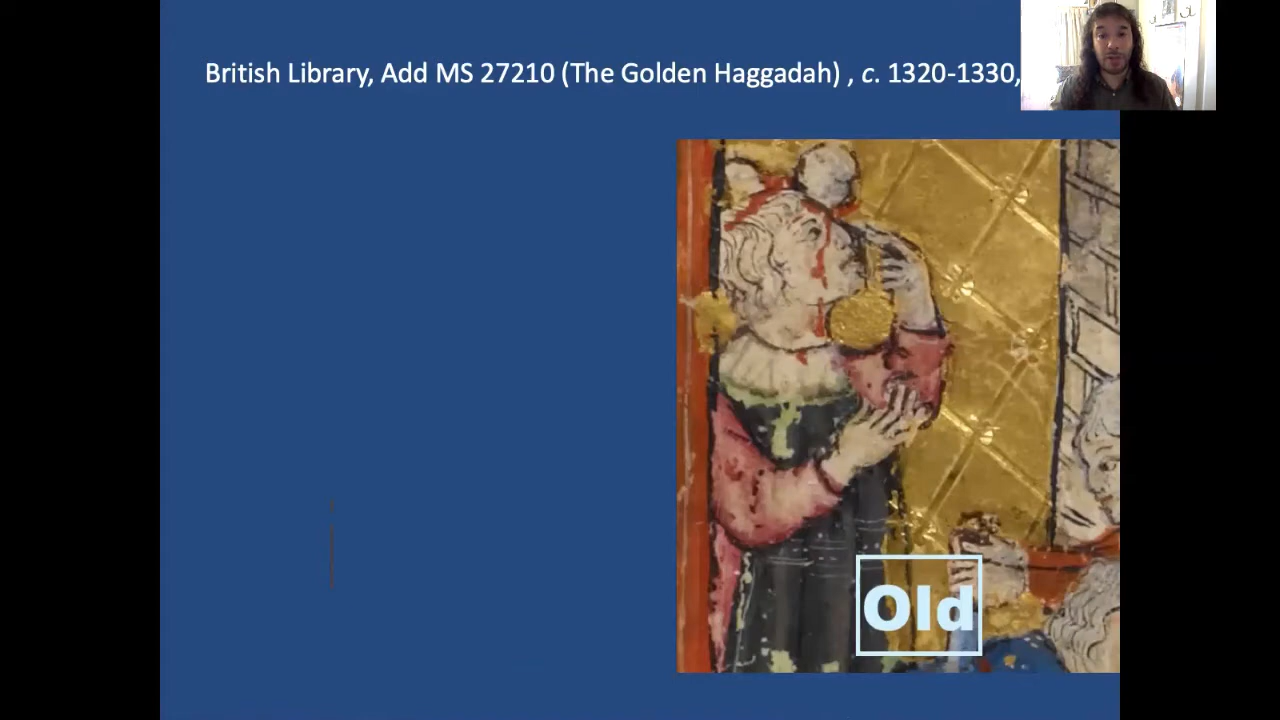 British Library, Add MS 27210 (The Golden Haggadah) , c. 1320-1330,
Old